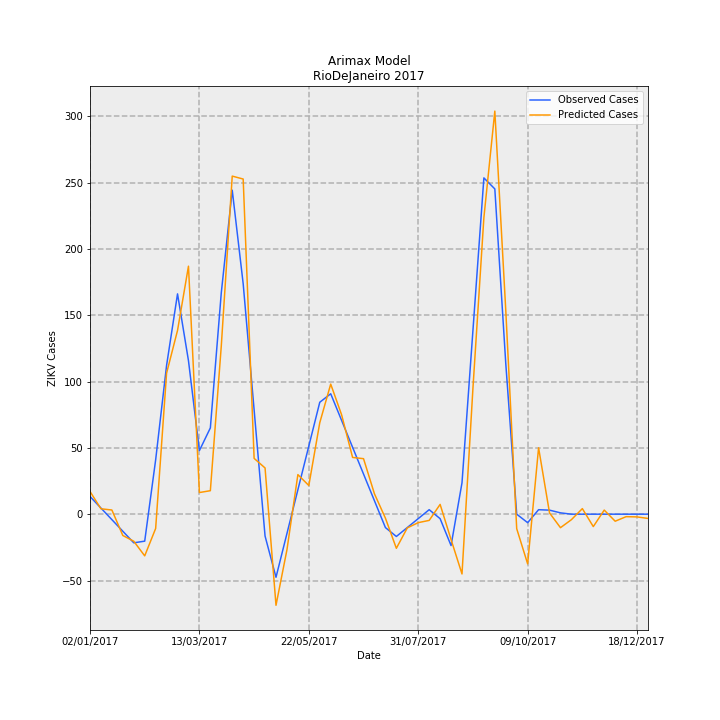 Arimax Model
RioDeJaneiro 2017
Observed Cases
Predicted Cases
300
250
200
150
100
50
0
−50
ZIKV Cases
02/01/2017 13/03/2017 22/05/2017 31/07/2017 09/10/2017 18/12/2017
Date